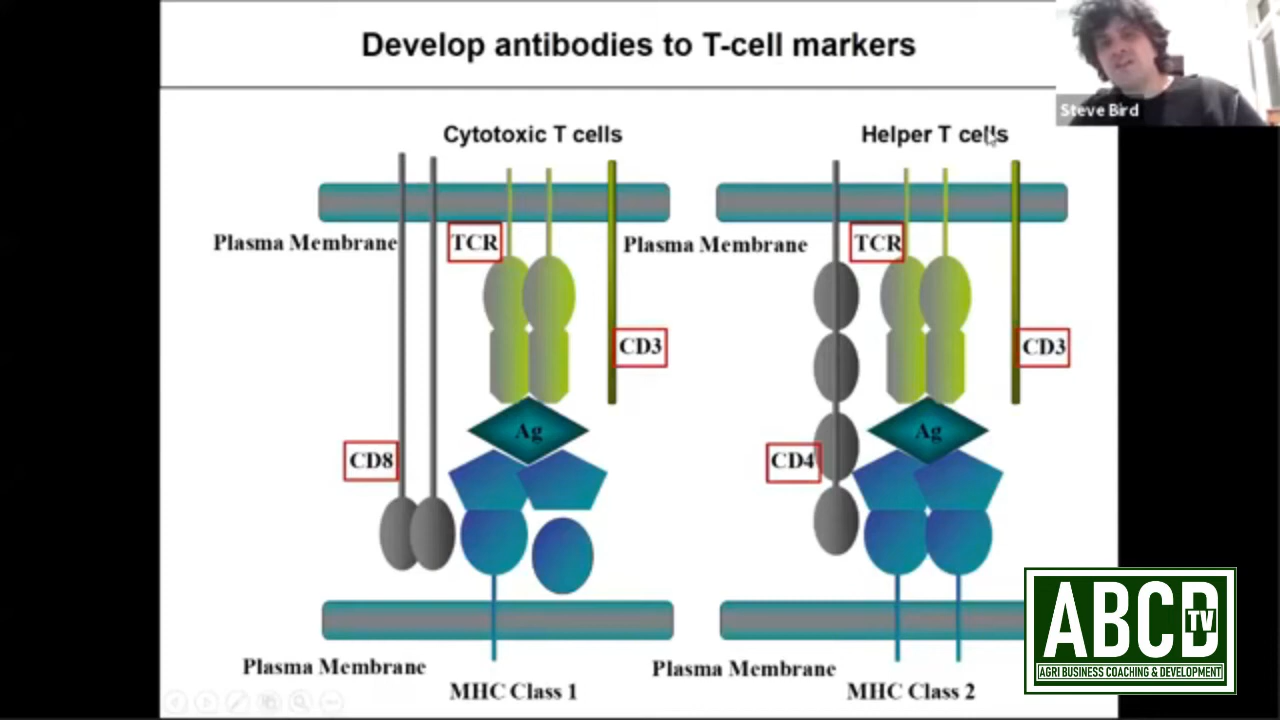 Develop antibodies to T-cell markers
Steve Bird
Cytotoxic T cells
Helper T cells
Plasma Membrane
TCR
Plasma Membrane
TCR
CD3
CD3
Ag
Ag
CD8
CD4
Plasma Membrane
Plasma Membrane
MHC Class 1
MHC Class 2
ABCD
TV
AGRI BUSINESS COACHING & DEVELOPMENT